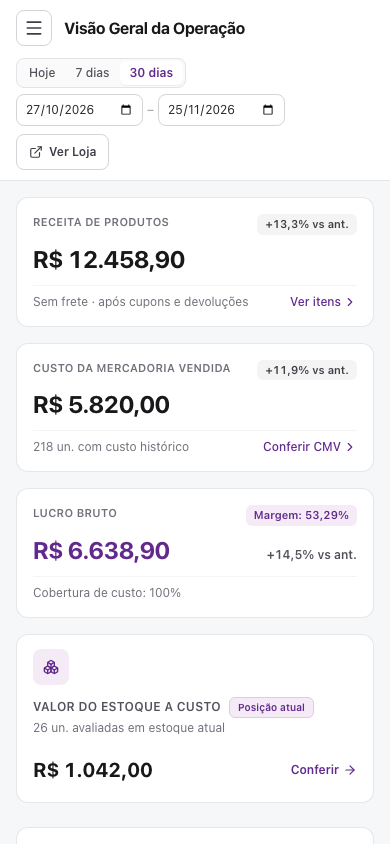 Visão Geral da Operação
Hoje 7 dias 30 dias
27/10/2026 – 25/11/2026
Ver Loja
RECEITA DE PRODUTOS +13,3% vs ant.
R$ 12.458,90
Sem frete · após cupons e devoluções Ver itens
CUSTO DA MERCADORIA VENDIDA +11,9% vs ant.
R$ 5.820,00
218 un. com custo histórico Conferir CMV
LUCRO BRUTO Margem: 53,29%
R$ 6.638,90 +14,5% vs ant.
Cobertura de custo: 100%
VALOR DO ESTOQUE A CUSTO Posição atual
26 un. avaliadas em estoque atual
R$ 1.042,00 Conferir